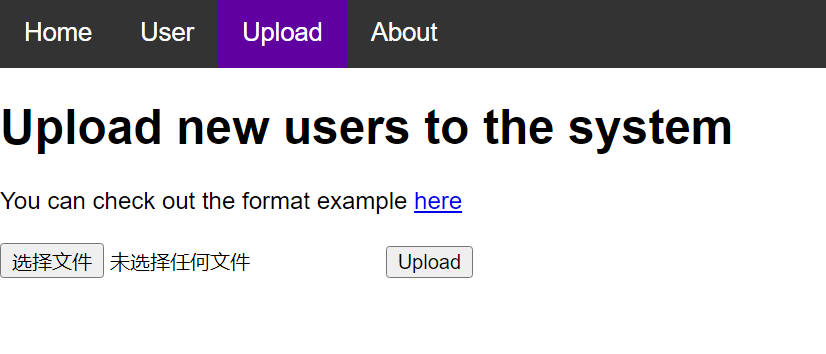 Home User Upload About
Upload new users to the system
You can check out the format example here
选择文件 未选择任何文件 Upload